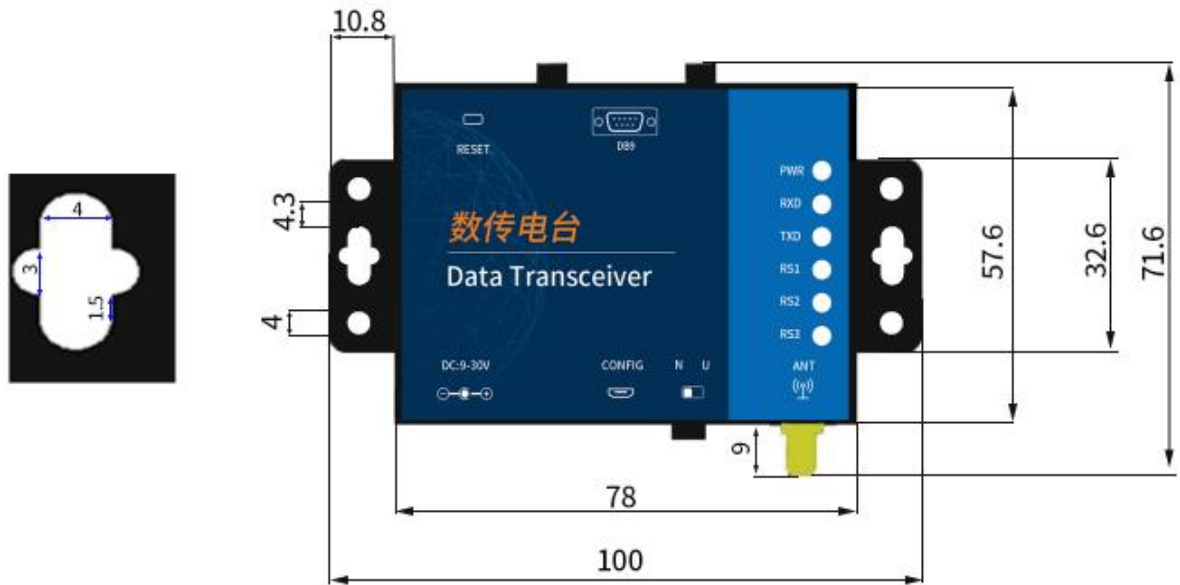 10.8
RESET
DB9
PWR
4
4.3
RXD
数传电台
TXD
57.6
32.6
71.6
3
Data Transceiver
RS1
1.5
RS2
4
RS3
DC:9-30V
CONFIG
N U
ANT
9
78
100